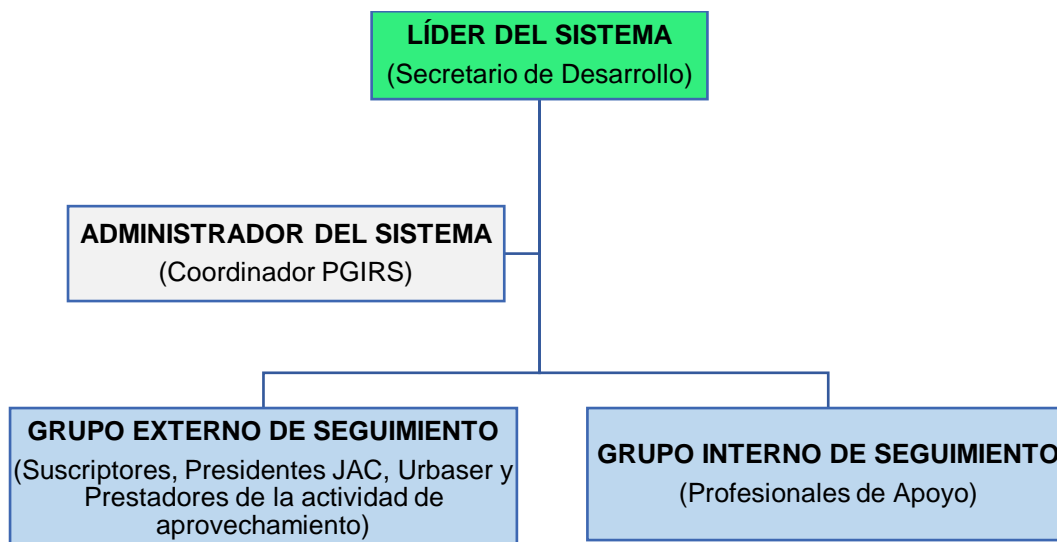 LÍDER DEL SISTEMA
(Secretario de Desarrollo)
ADMINISTRADOR DEL SISTEMA
(Coordinador PGIRS)
GRUPO EXTERNO DE SEGUIMIENTO
(Suscriptores, Presidentes JAC, Urbaser y
Prestadores de la actividad de
aprovechamiento)
GRUPO INTERNO DE SEGUIMIENTO
(Profesionales de Apoyo)